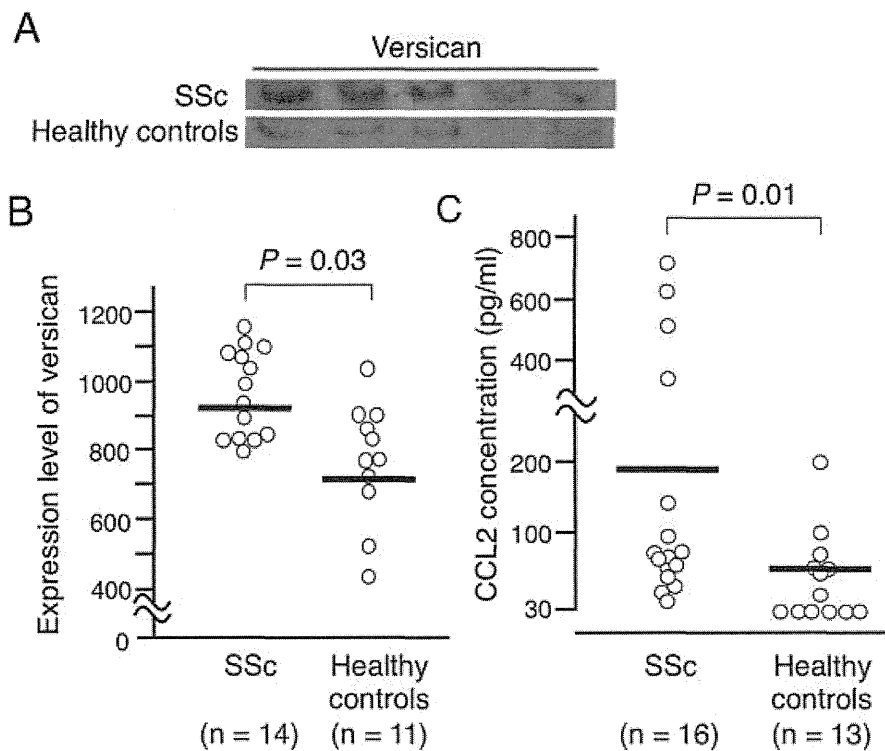 A
Versican
SSc
Healthy controls
B
P = 0.03
Expression level of versican
1200
1000
800
600
400
0
SSc
Healthy
controls
(n = 14)
(n = 11)
C
P = 0.01
CCL2 concentration (pg/ml)
800
600
400
200
100
30
SSc
Healthy
controls
(n = 16)
(n = 13)